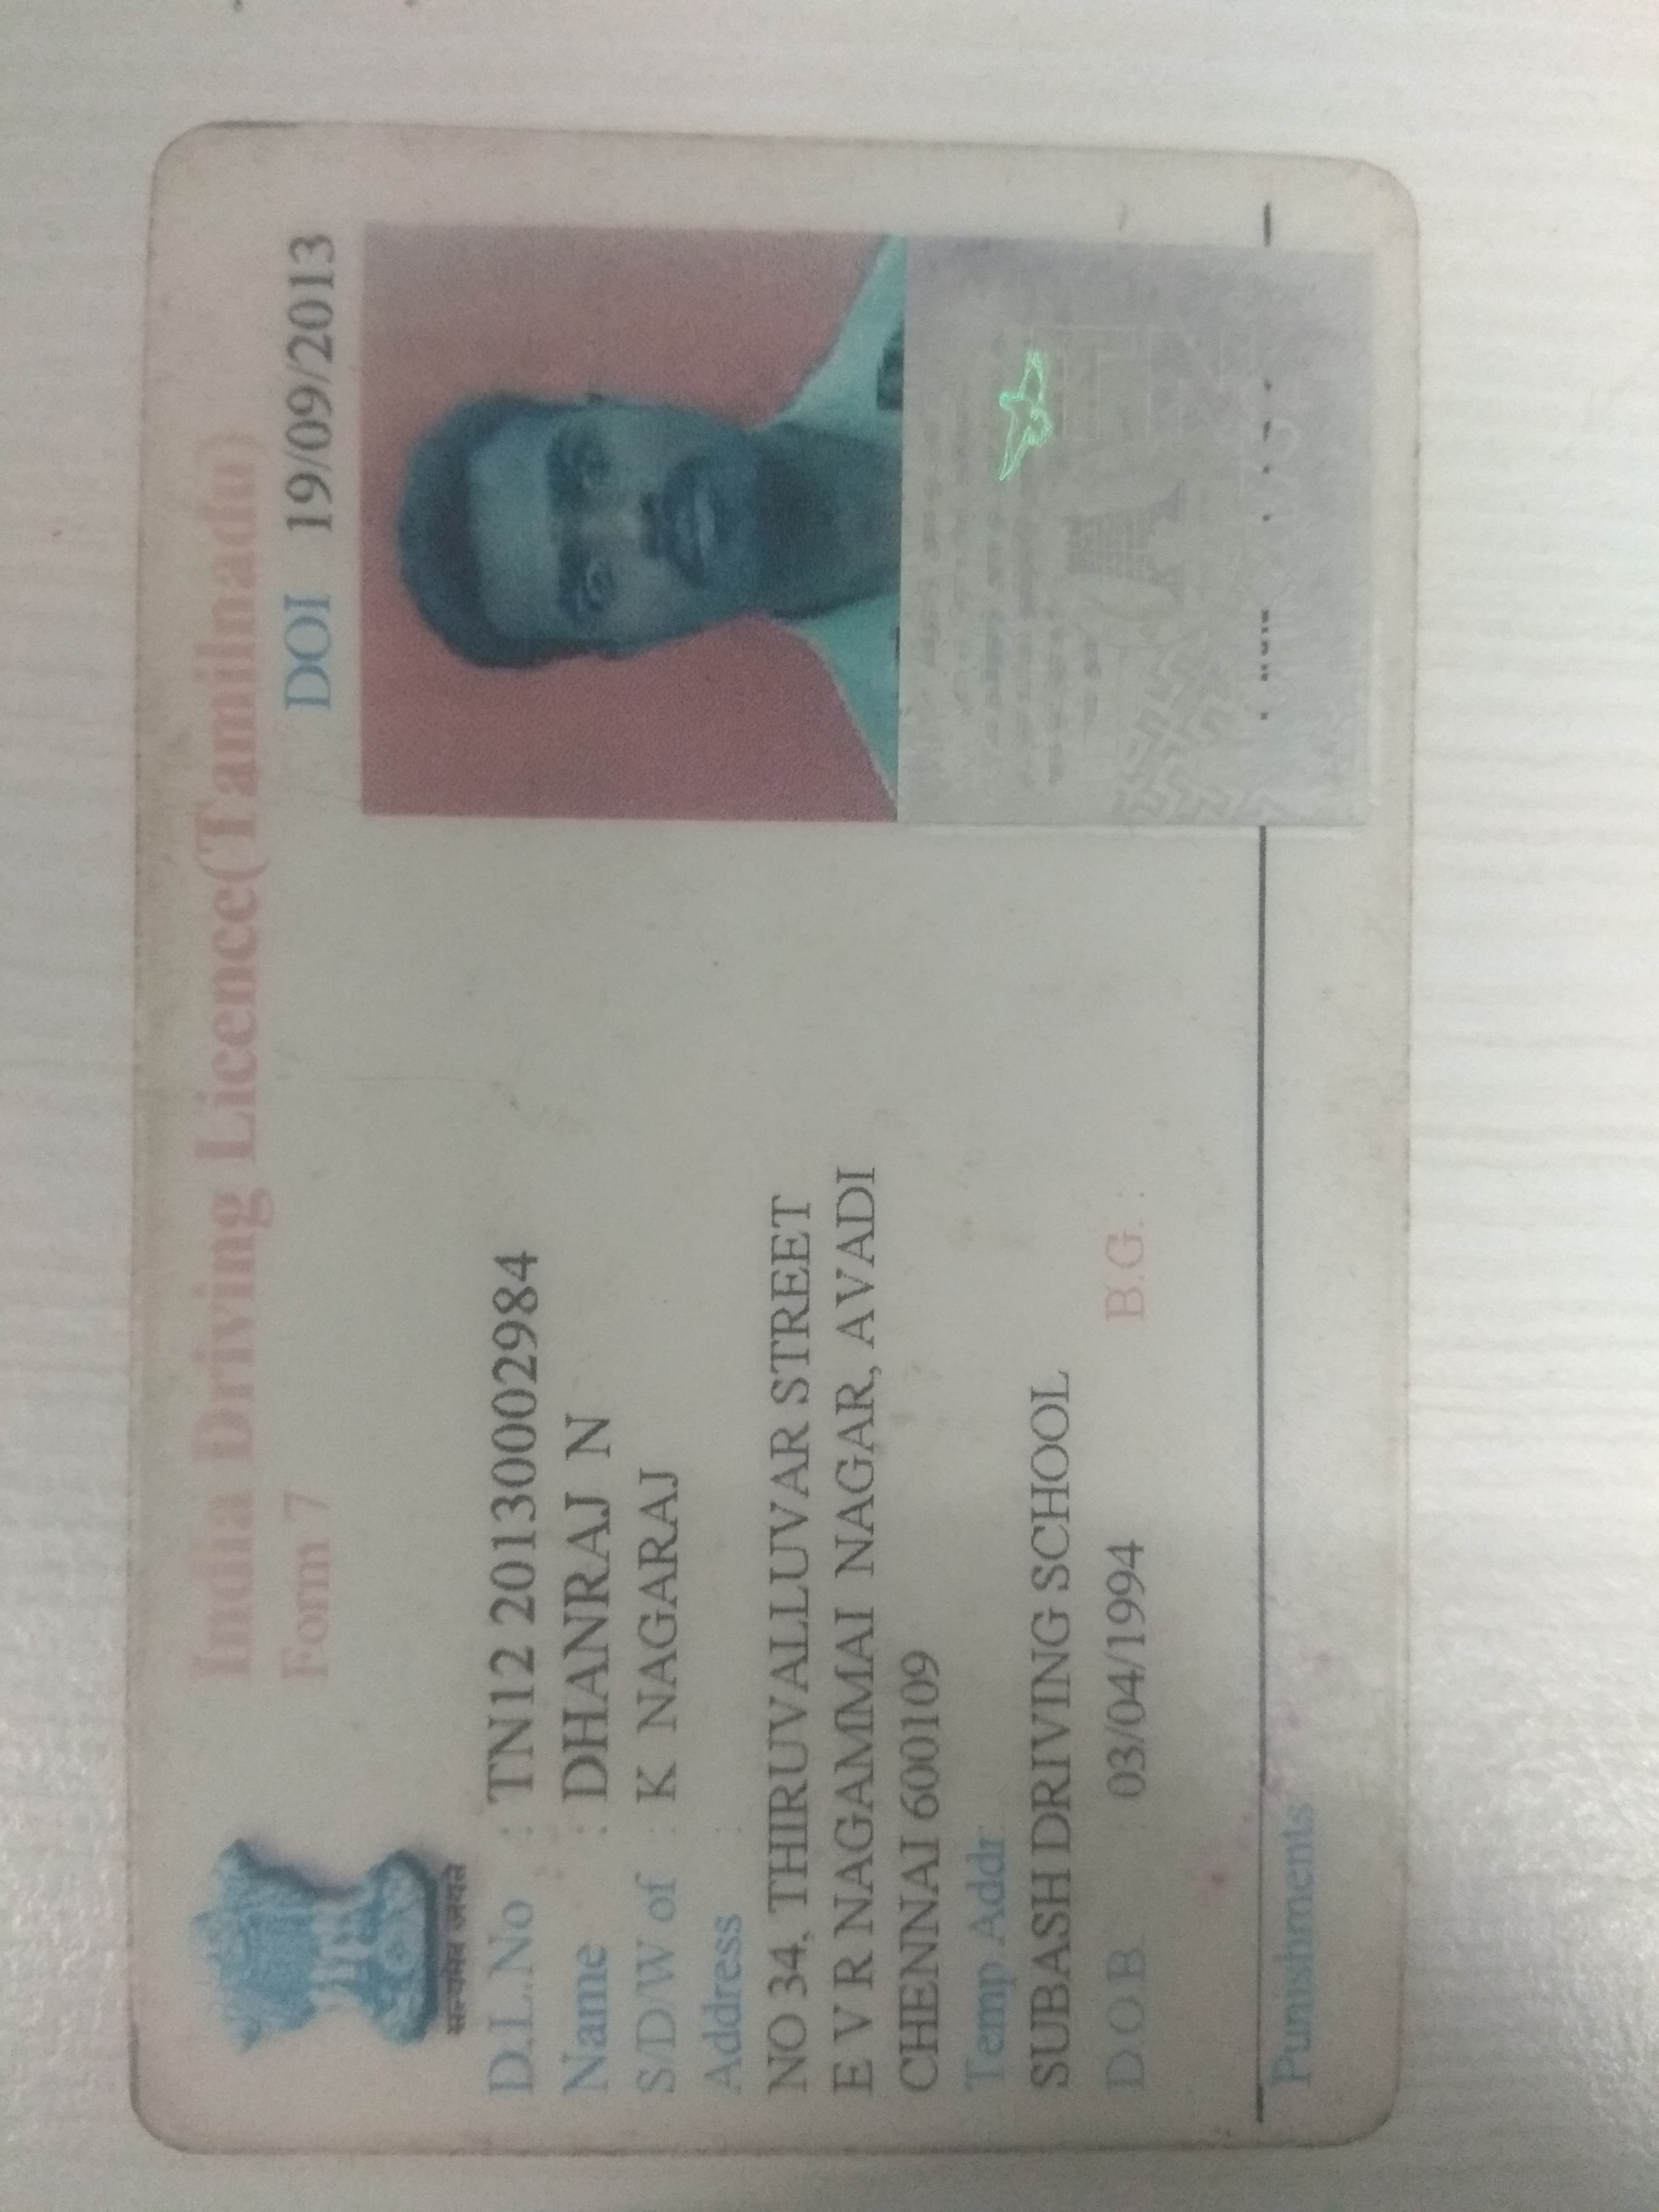 India Driving Licence(Tamilnadu)
Form 7
DOI 19/09/2013
सत्यमेव जयते
D.L.No : TN12 20130002984
Name : DHANRAJ N
S/D/W of : K NAGARAJ
Address :
NO 34, THIRUVALLUVAR STREET
E V R NAGAMMAI NAGAR, AVADI
CHENNAI 600109
Temp.Addr.
SUBASH DRIVING SCHOOL
D.O.B. : 03/04/1994 B.G. :
Punishments